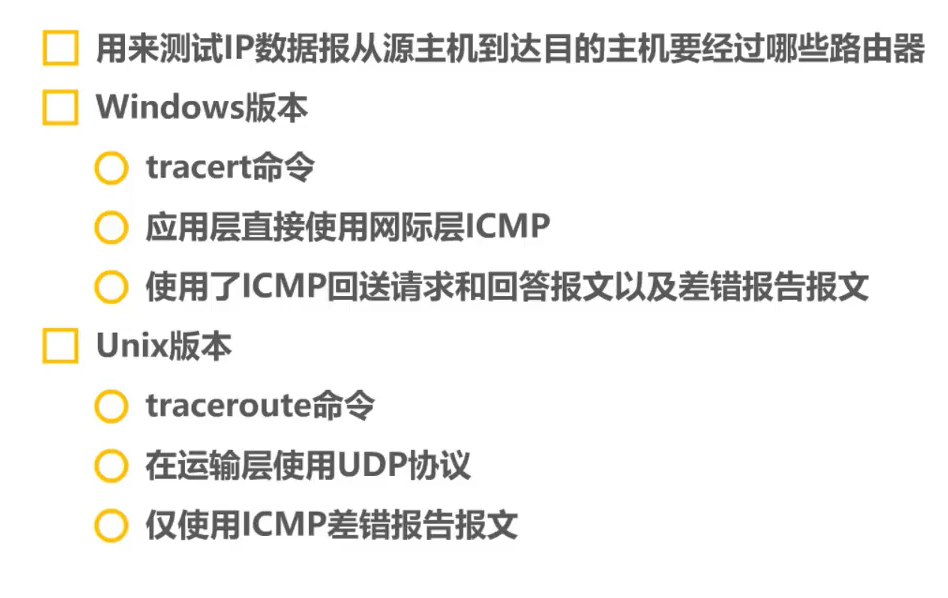 用来测试IP数据报从源主机到达目的主机要经过哪些路由器
Windows版本
tracert命令
应用层直接使用网际层ICMP
使用了ICMP回送请求和回答报文以及差错报告报文
Unix版本
traceroute命令
在运输层使用UDP协议
仅使用ICMP差错报告报文